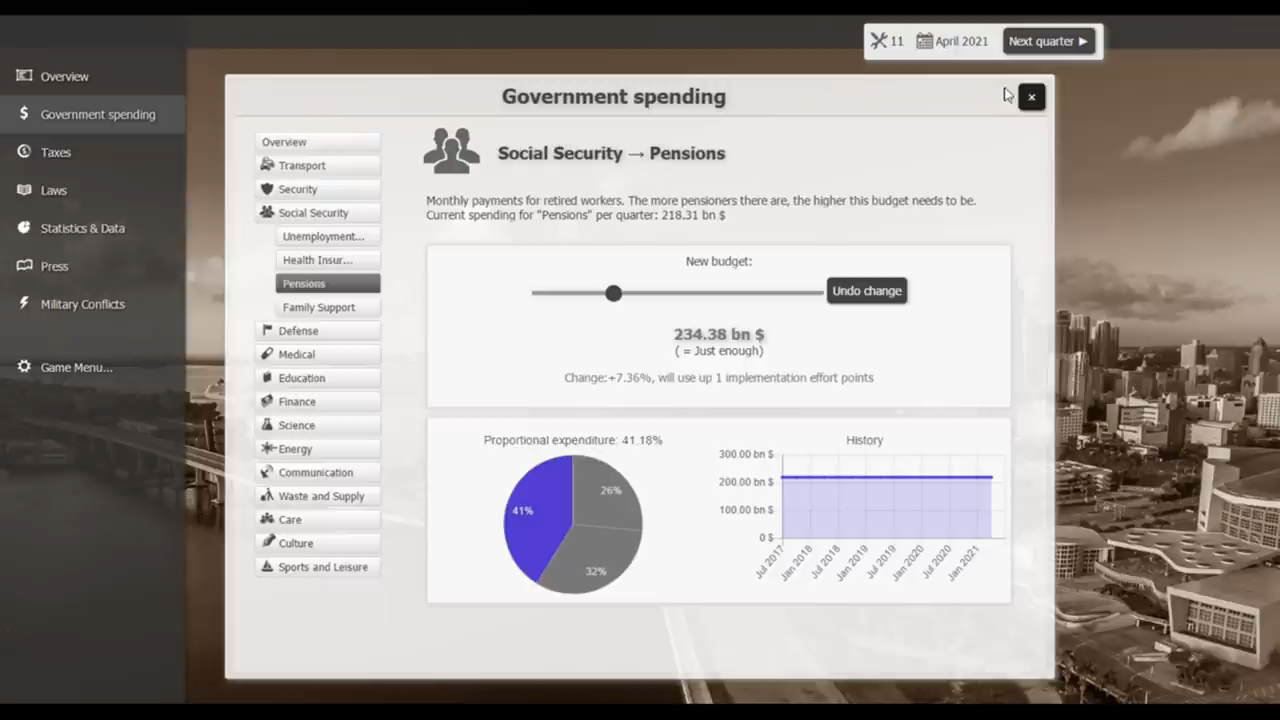 11
April 2021
Next quarter ►
Overview
Government spending
Taxes
Laws
Statistics & Data
Press
Military Conflicts
Game Menu...
Government spending
×
Overview
Transport
Security
Social Security
Unemployment...
Health Insur...
Pensions
Family Support
Defense
Medical
Education
Finance
Science
Energy
Communication
Waste and Supply
Care
Culture
Sports and Leisure
Social Security → Pensions
Monthly payments for retired workers. The more pensioners there are, the higher this budget needs to be.
Current spending for "Pensions" per quarter: 218.31 bn $
New budget:
Undo change
234.38 bn $
( = Just enough)
Change:+7.36%, will use up 1 implementation effort points
Proportional expenditure: 41.18%
26%
41%
32%
History
300.00 bn $
200.00 bn $
100.00 bn $
0 $
Jul 2017
Jan 2018
Jul 2018
Jan 2019
Jul 2019
Jan 2020
Jul 2020
Jan 2021